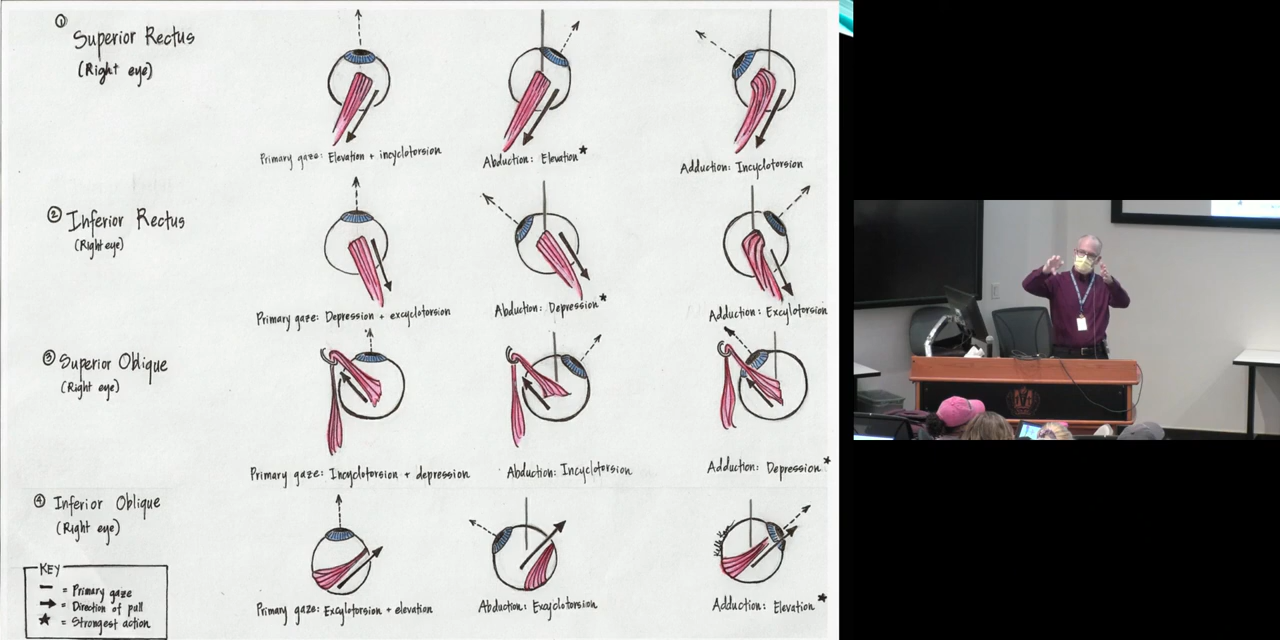 ① Superior Rectus
(Right eye)
Primary gaze: Elevation + incyclotorsion
Abduction: Elevation*
Adduction: Incyclotorsion
② Inferior Rectus
(Right eye)
Primary gaze: Depression + excyclotorsion
Abduction: Depression*
Adduction: Excylotorsion
③ Superior Oblique
(Right eye)
Primary gaze: Incyclotorsion + depression
Abduction: Incyclotorsion
Adduction: Depression*
④ Inferior Oblique
(Right eye)
Primary gaze: Excylotorsion + elevation
Abduction: Excyclotorsion
Adduction: Elevation*
KEY
= Primary gaze
= Direction of pull
= Strongest action